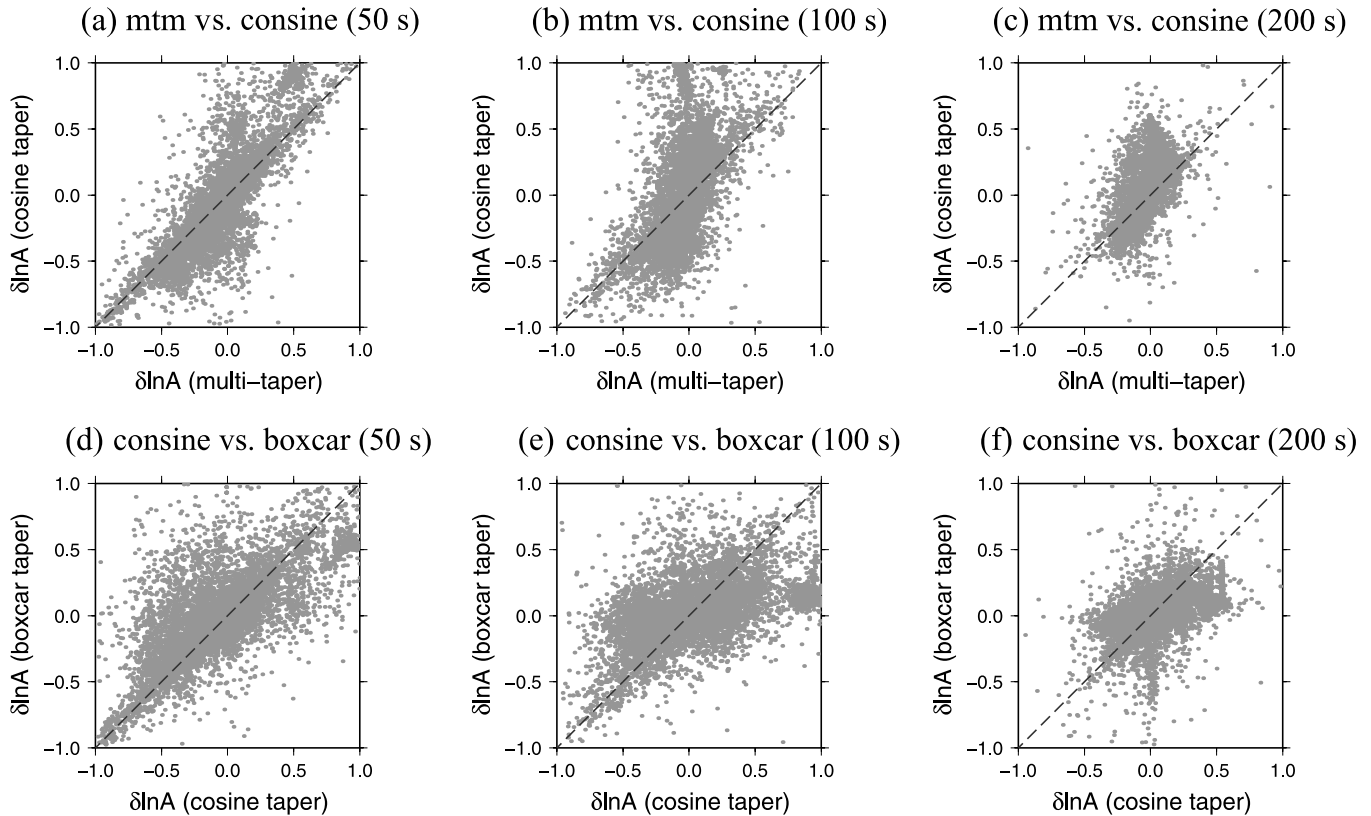 (a) mtm vs. consine (50 s)
(b) mtm vs. consine (100 s)
(c) mtm vs. consine (200 s)
1.0
0.5
0.0
−0.5
−1.0
δlnA (cosine taper)
−1.0 −0.5 0.0 0.5 1.0
δlnA (multi−taper)
1.0
0.5
0.0
−0.5
−1.0
δlnA (cosine taper)
−1.0 −0.5 0.0 0.5 1.0
δlnA (multi−taper)
1.0
0.5
0.0
−0.5
−1.0
δlnA (cosine taper)
−1.0 −0.5 0.0 0.5 1.0
δlnA (multi−taper)
(d) consine vs. boxcar (50 s)
(e) consine vs. boxcar (100 s)
(f) consine vs. boxcar (200 s)
1.0
0.5
0.0
−0.5
−1.0
δlnA (boxcar taper)
−1.0 −0.5 0.0 0.5 1.0
δlnA (cosine taper)
1.0
0.5
0.0
−0.5
−1.0
δlnA (boxcar taper)
−1.0 −0.5 0.0 0.5 1.0
δlnA (cosine taper)
1.0
0.5
0.0
−0.5
−1.0
δlnA (boxcar taper)
−1.0 −0.5 0.0 0.5 1.0
δlnA (cosine taper)